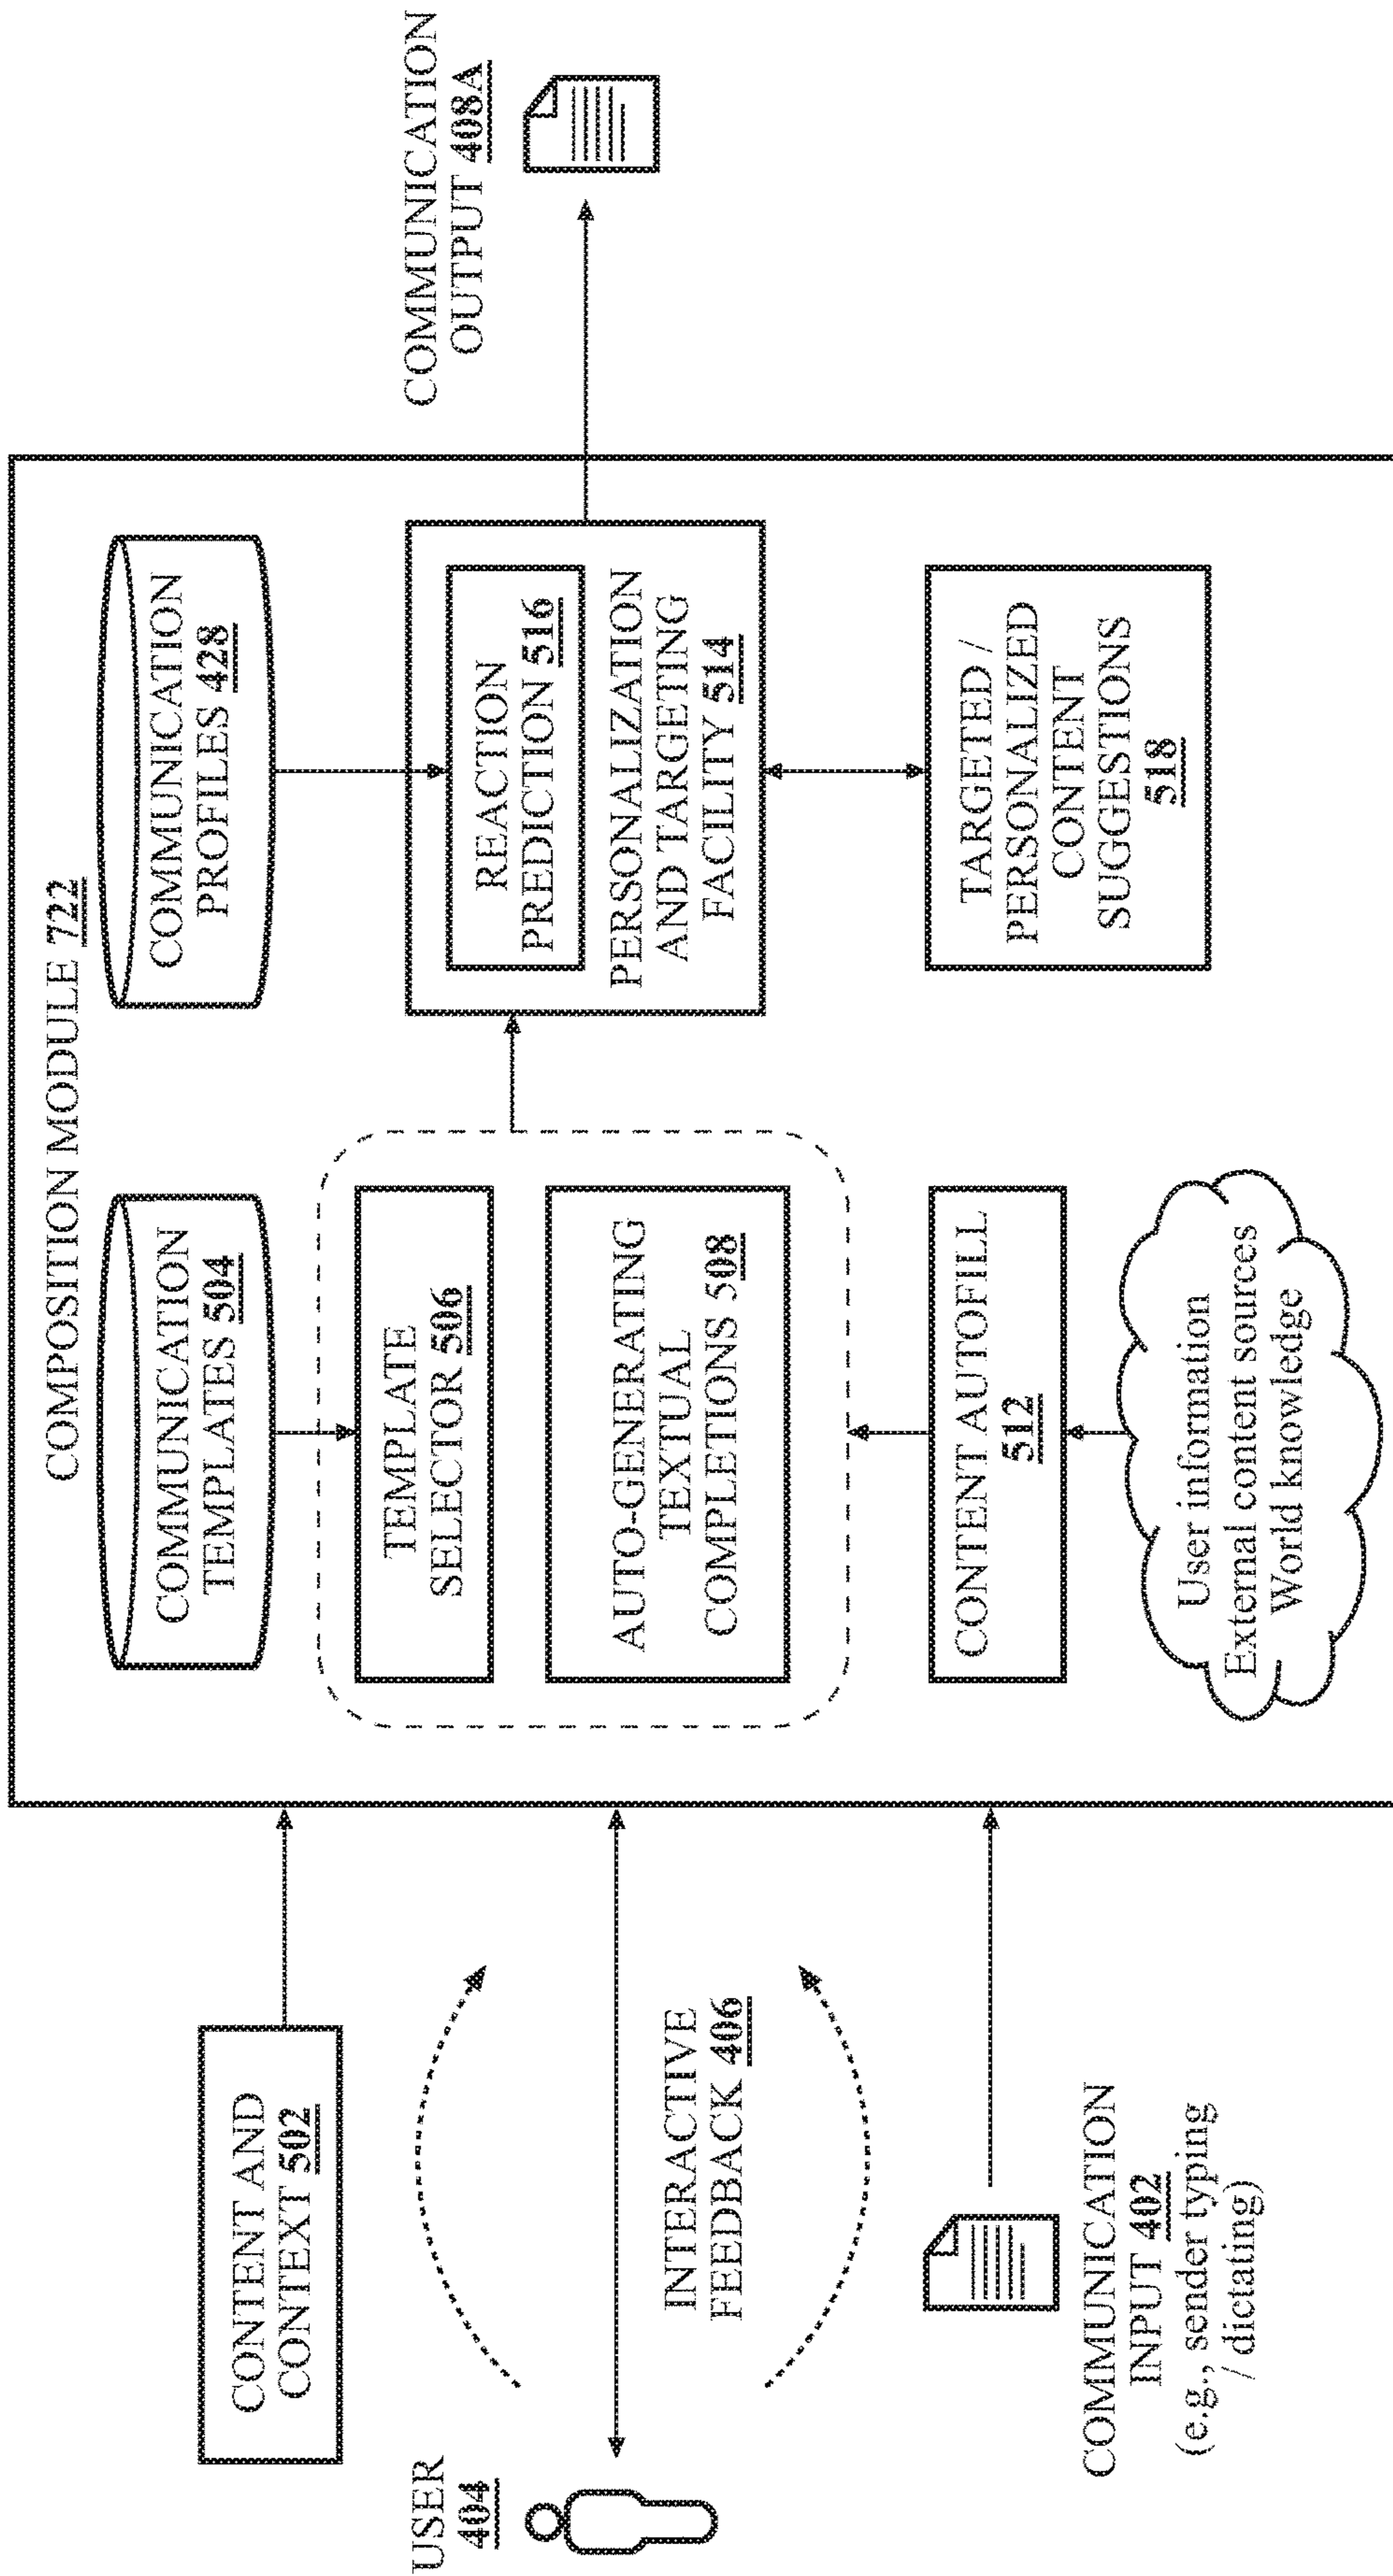 COMPOSITION MODULE 722
CONTENT AND
CONTEXT 502
USER
404
INTERACTIVE
FEEDBACK 406
COMMUNICATION
INPUT 402
(e.g., sender typing
/ dictating)
COMMUNICATION
TEMPLATES 504
TEMPLATE
SELECTOR 506
AUTO-GENERATING
TEXTUAL
COMPLETIONS 508
CONTENT AUTOFILL
512
User information
External content sources
World knowledge
COMMUNICATION
PROFILES 428
REACTION
PREDICTION 516
PERSONALIZATION
AND TARGETING
FACILITY 514
TARGETED /
PERSONALIZED
CONTENT
SUGGESTIONS
518
COMMUNICATION
OUTPUT 408A